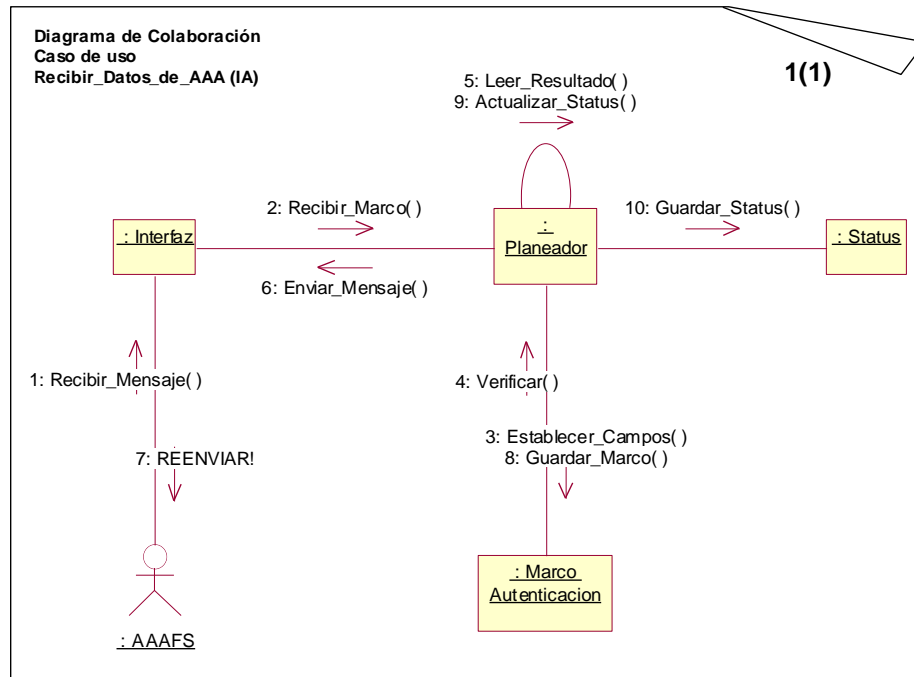 Diagrama de Colaboración
Caso de uso
Recibir_Datos_de_AAA (IA)
1(1)
5: Leer_Resultado( )
9: Actualizar_Status( )
2: Recibir_Marco( )
10: Guardar_Status( )
: Interfaz
:
Planeador
: Status
6: Enviar_Mensaje( )
1: Recibir_Mensaje( )
4: Verificar( )
3: Establecer_Campos( )
8: Guardar_Marco( )
7: REENVIAR!
: Marco
Autenticacion
: AAAFS